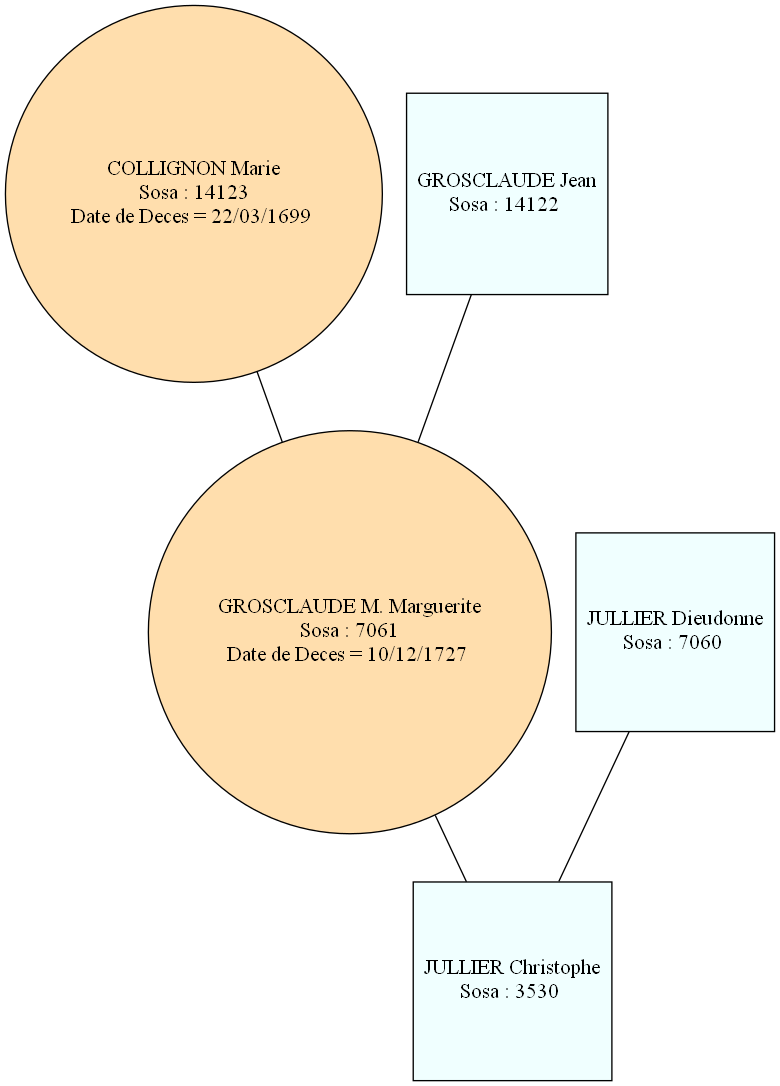 COLLIGNON Marie
Sosa : 14123
Date de Deces = 22/03/1699
GROSCLAUDE Jean
Sosa : 14122
GROSCLAUDE M. Marguerite
Sosa : 7061
Date de Deces = 10/12/1727
JULLIER Dieudonne
Sosa : 7060
JULLIER Christophe
Sosa : 3530